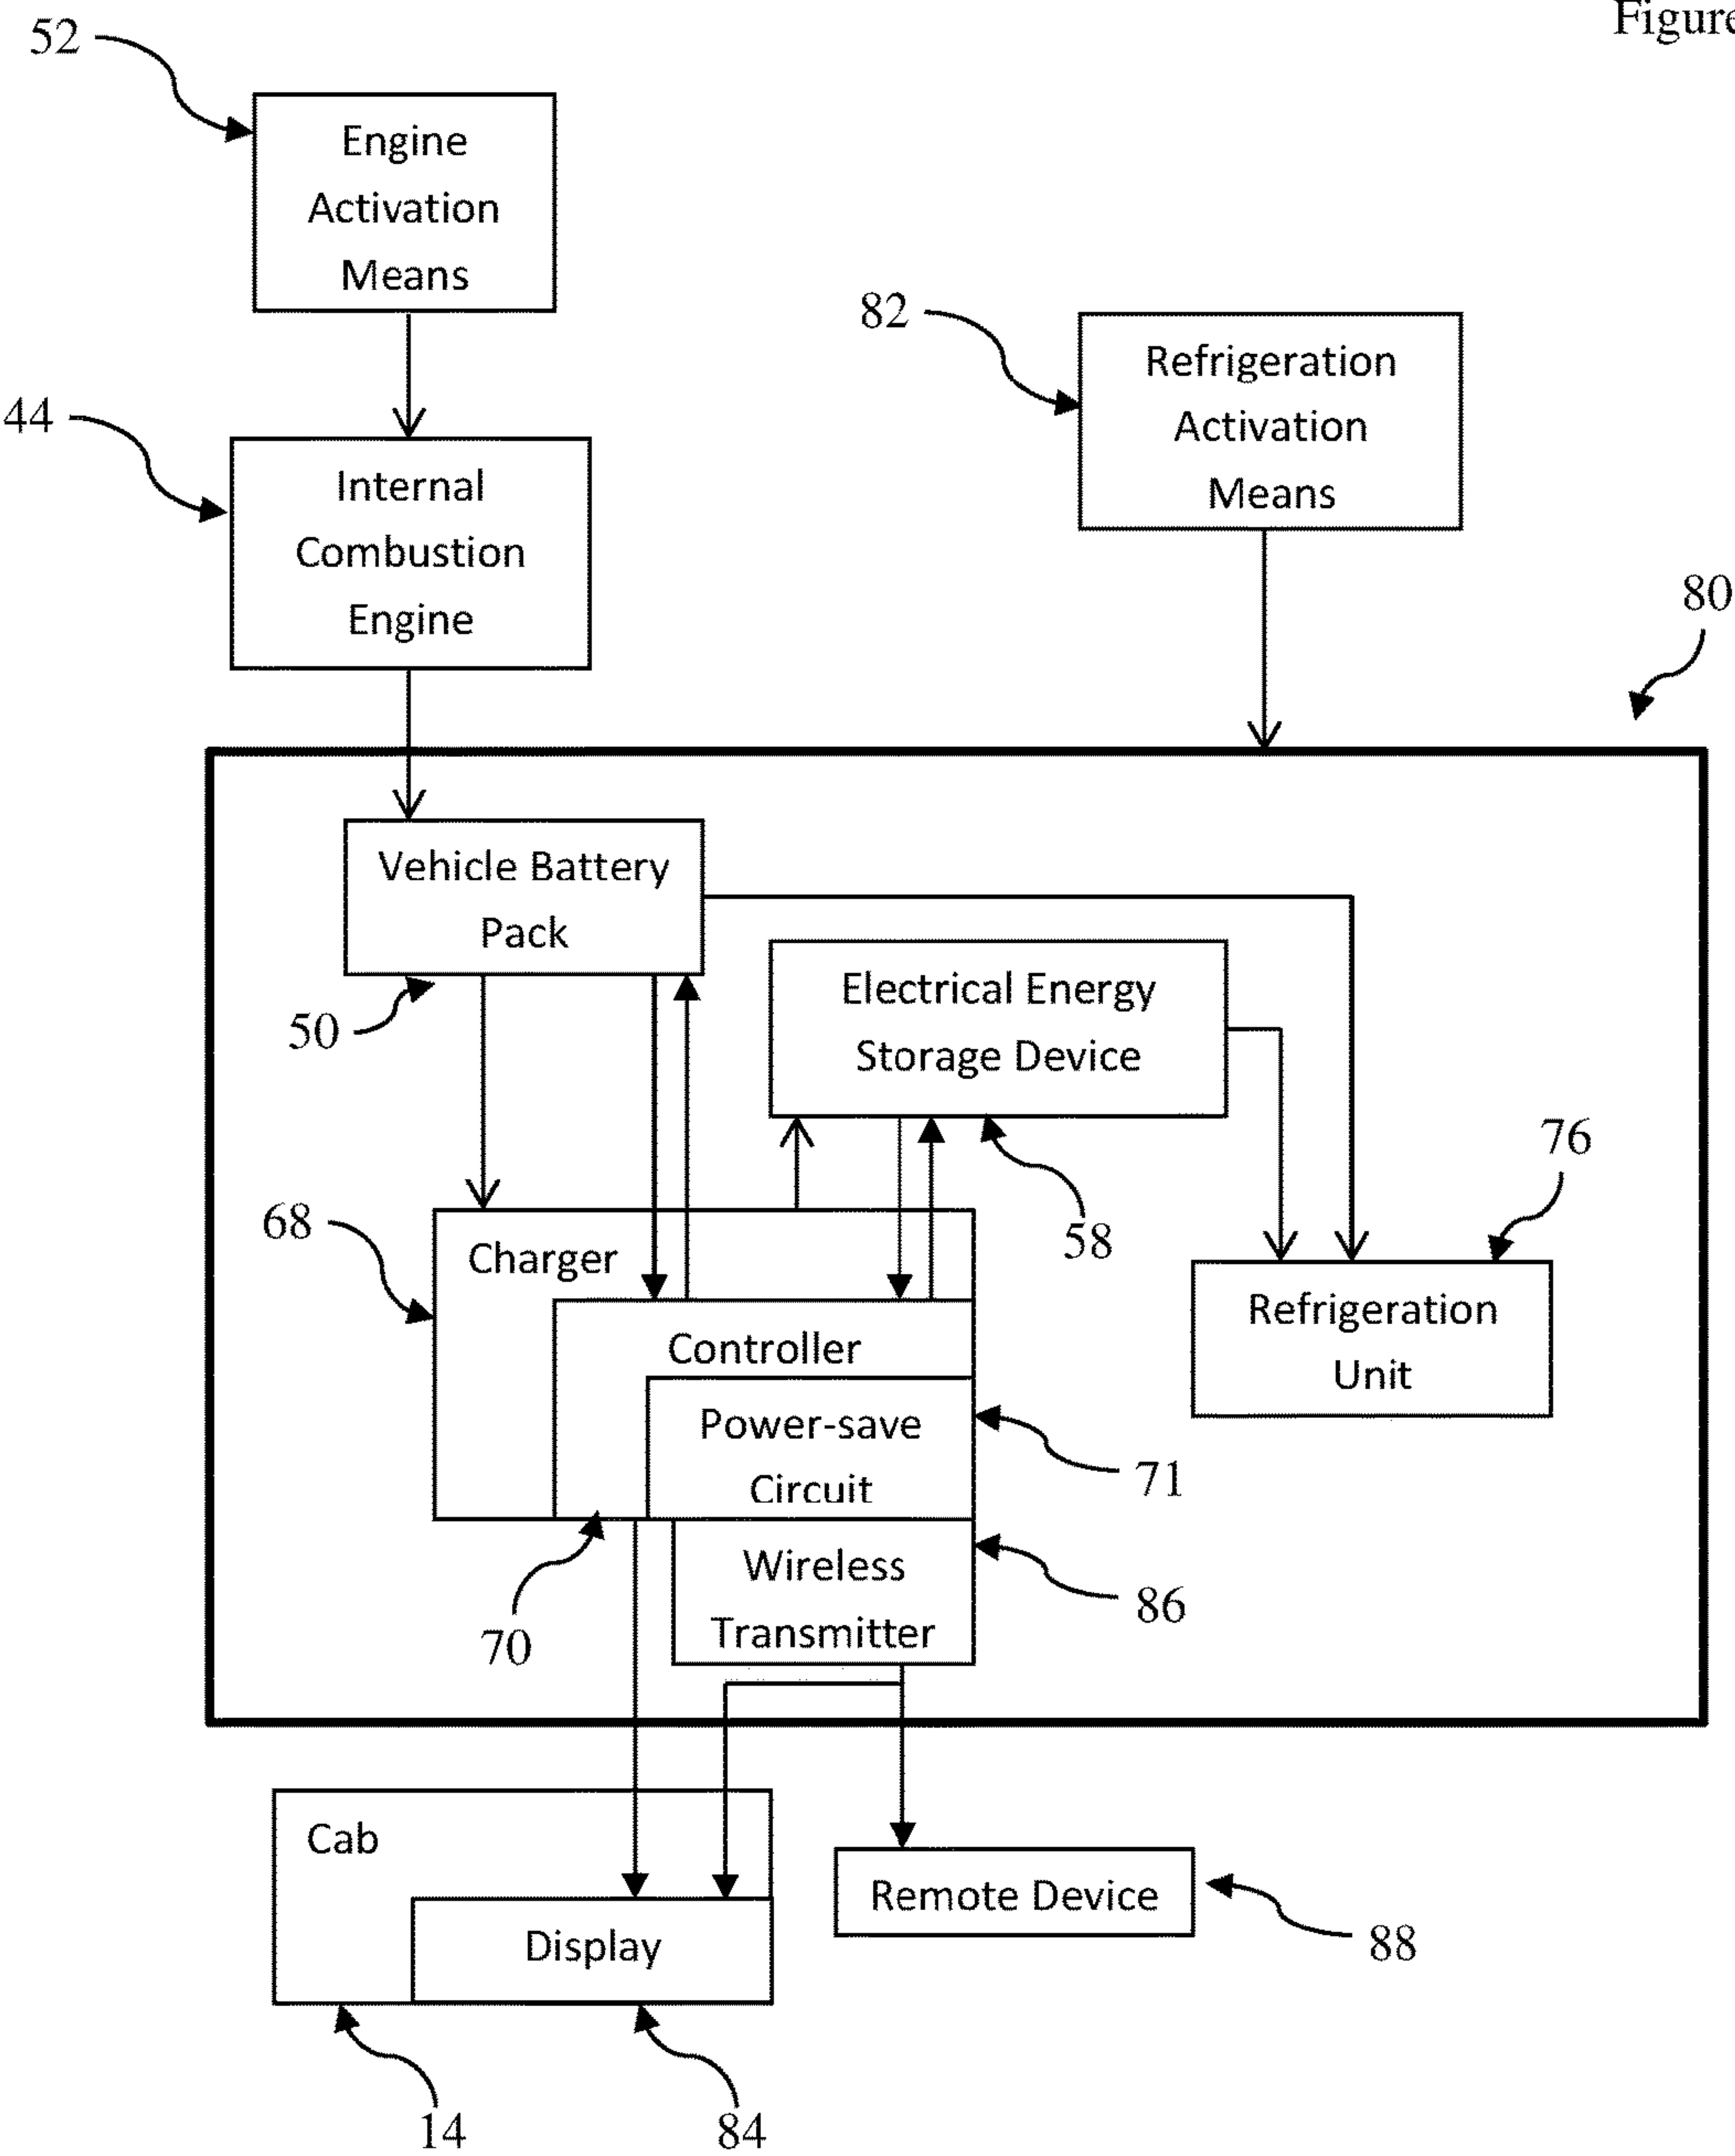 Figure
52
Engine
Activation
Means
82
Refrigeration
Activation
Means
44
Internal
Combustion
Engine
80
Vehicle Battery
Pack
50
Electrical Energy
Storage Device
58
76
68
Charger
Refrigeration
Unit
Controller
Power-save
Circuit
71
70
Wireless
Transmitter
86
Cab
Display
Remote Device
88
14
84